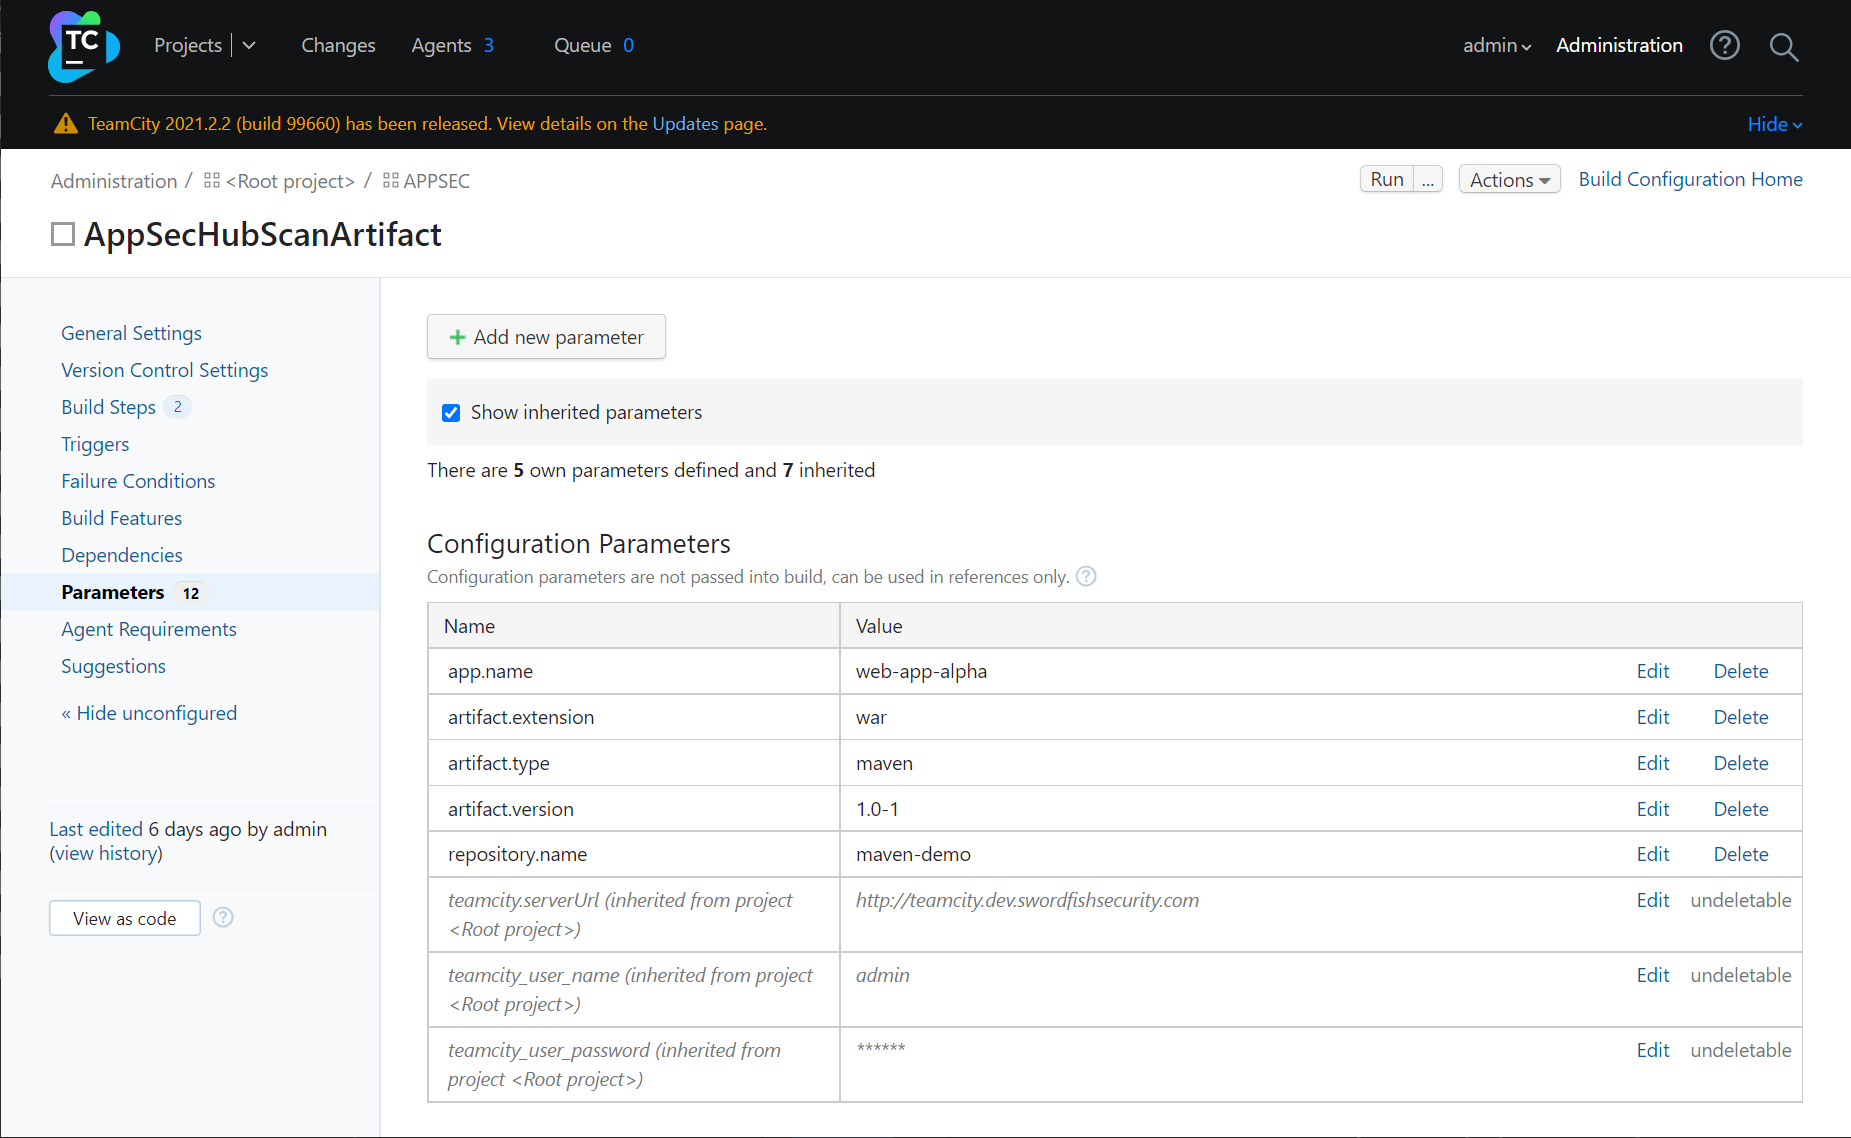 TC
Projects
Changes
Agents 3
Queue 0
admin
Administration
TeamCity 2021.2.2 (build 99660) has been released. View details on the Updates page.
Hide
Administration / <Root project> / APPSEC
Run ...
Actions
Build Configuration Home
AppSecHubScanArtifact
General Settings
Version Control Settings
Build Steps 2
Triggers
Failure Conditions
Build Features
Dependencies
Parameters 12
Agent Requirements
Suggestions
« Hide unconfigured
Last edited 6 days ago by admin
(view history)
View as code ?
+ Add new parameter
Show inherited parameters
There are 5 own parameters defined and 7 inherited
Configuration Parameters
Configuration parameters are not passed into build, can be used in references only. ?
Name Value
app.name web-app-alpha Edit Delete
artifact.extension war Edit Delete
artifact.type maven Edit Delete
artifact.version 1.0-1 Edit Delete
repository.name maven-demo Edit Delete
teamcity.serverUrl (inherited from project http://teamcity.dev.swordfishsecurity.com Edit undeletable
<Root project>)
teamcity_user_name (inherited from project admin Edit undeletable
<Root project>)
teamcity_user_password (inherited from ****** Edit undeletable
project <Root project>)